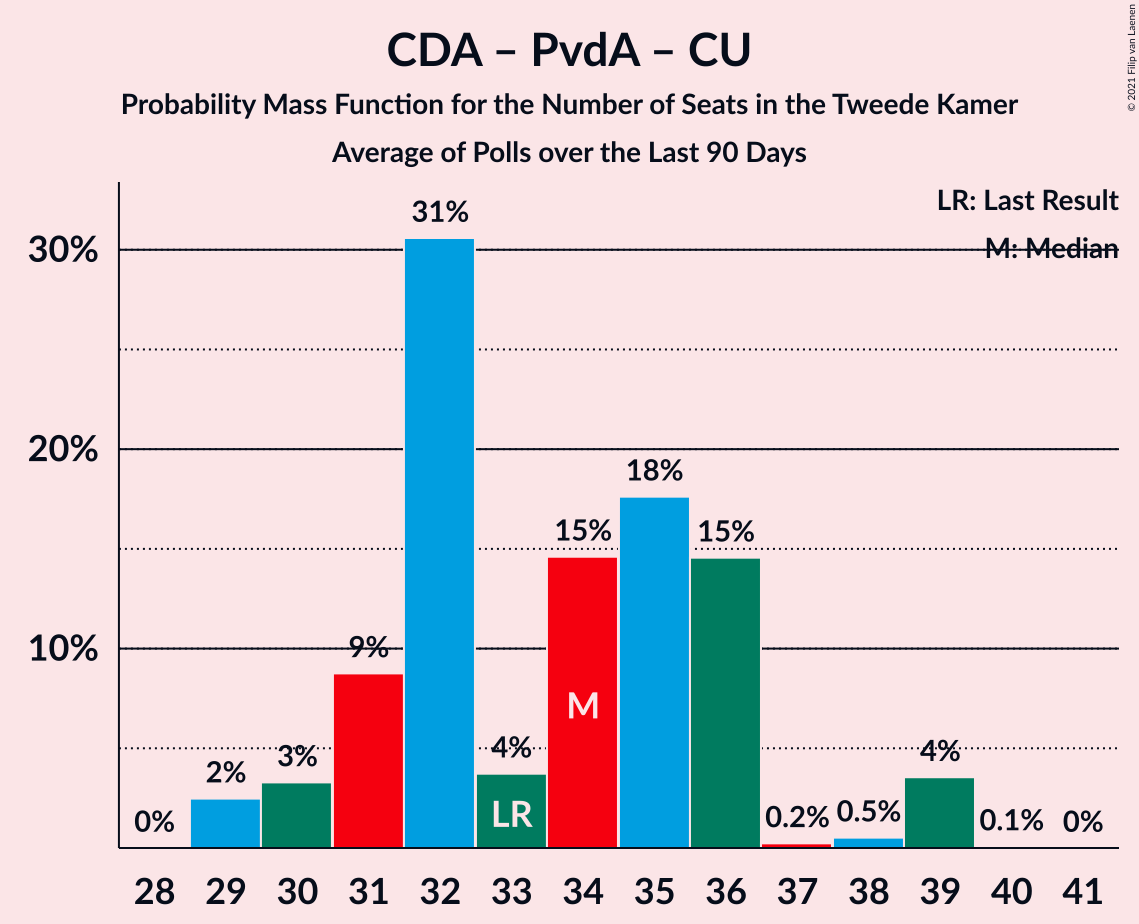 CDA – PvdA – CU
Probability Mass Function for the Number of Seats in the Tweede Kamer
Average of Polls over the Last 90 Days
© 2021 Filip van Laenen
LR: Last Result
M: Median
30%
20%
10%
0%
2%
3%
9%
31%
4%
15%
18%
15%
0.2%
0.5%
4%
0.1%
0%
LR
M
28 29 30 31 32 33 34 35 36 37 38 39 40 41